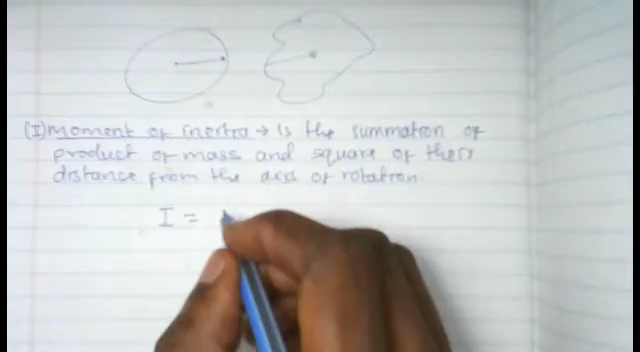 (I) Moment of inertia → is the summation of
product of mass and square of their
distance from the axis of rotation.
I =